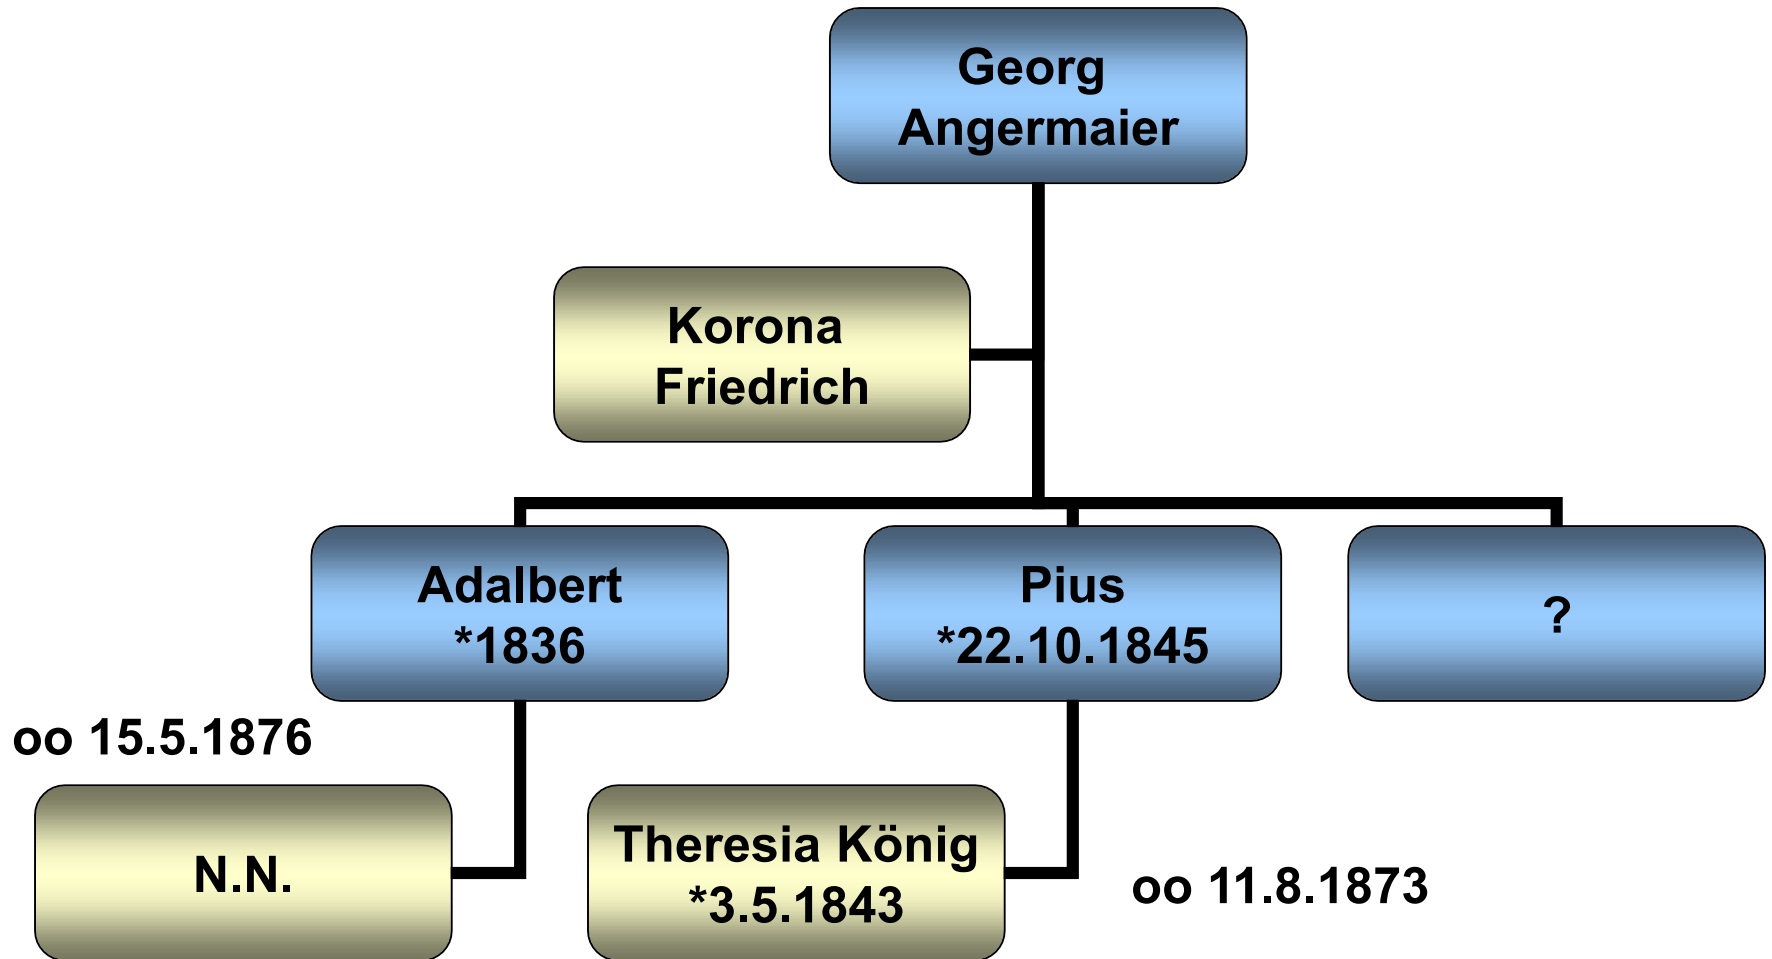 Georg
Angermaier
Korona
Friedrich
Adalbert
*1836
Pius
*22.10.1845
?
oo 15.5.1876
N.N.
Theresia König
*3.5.1843
oo 11.8.1873